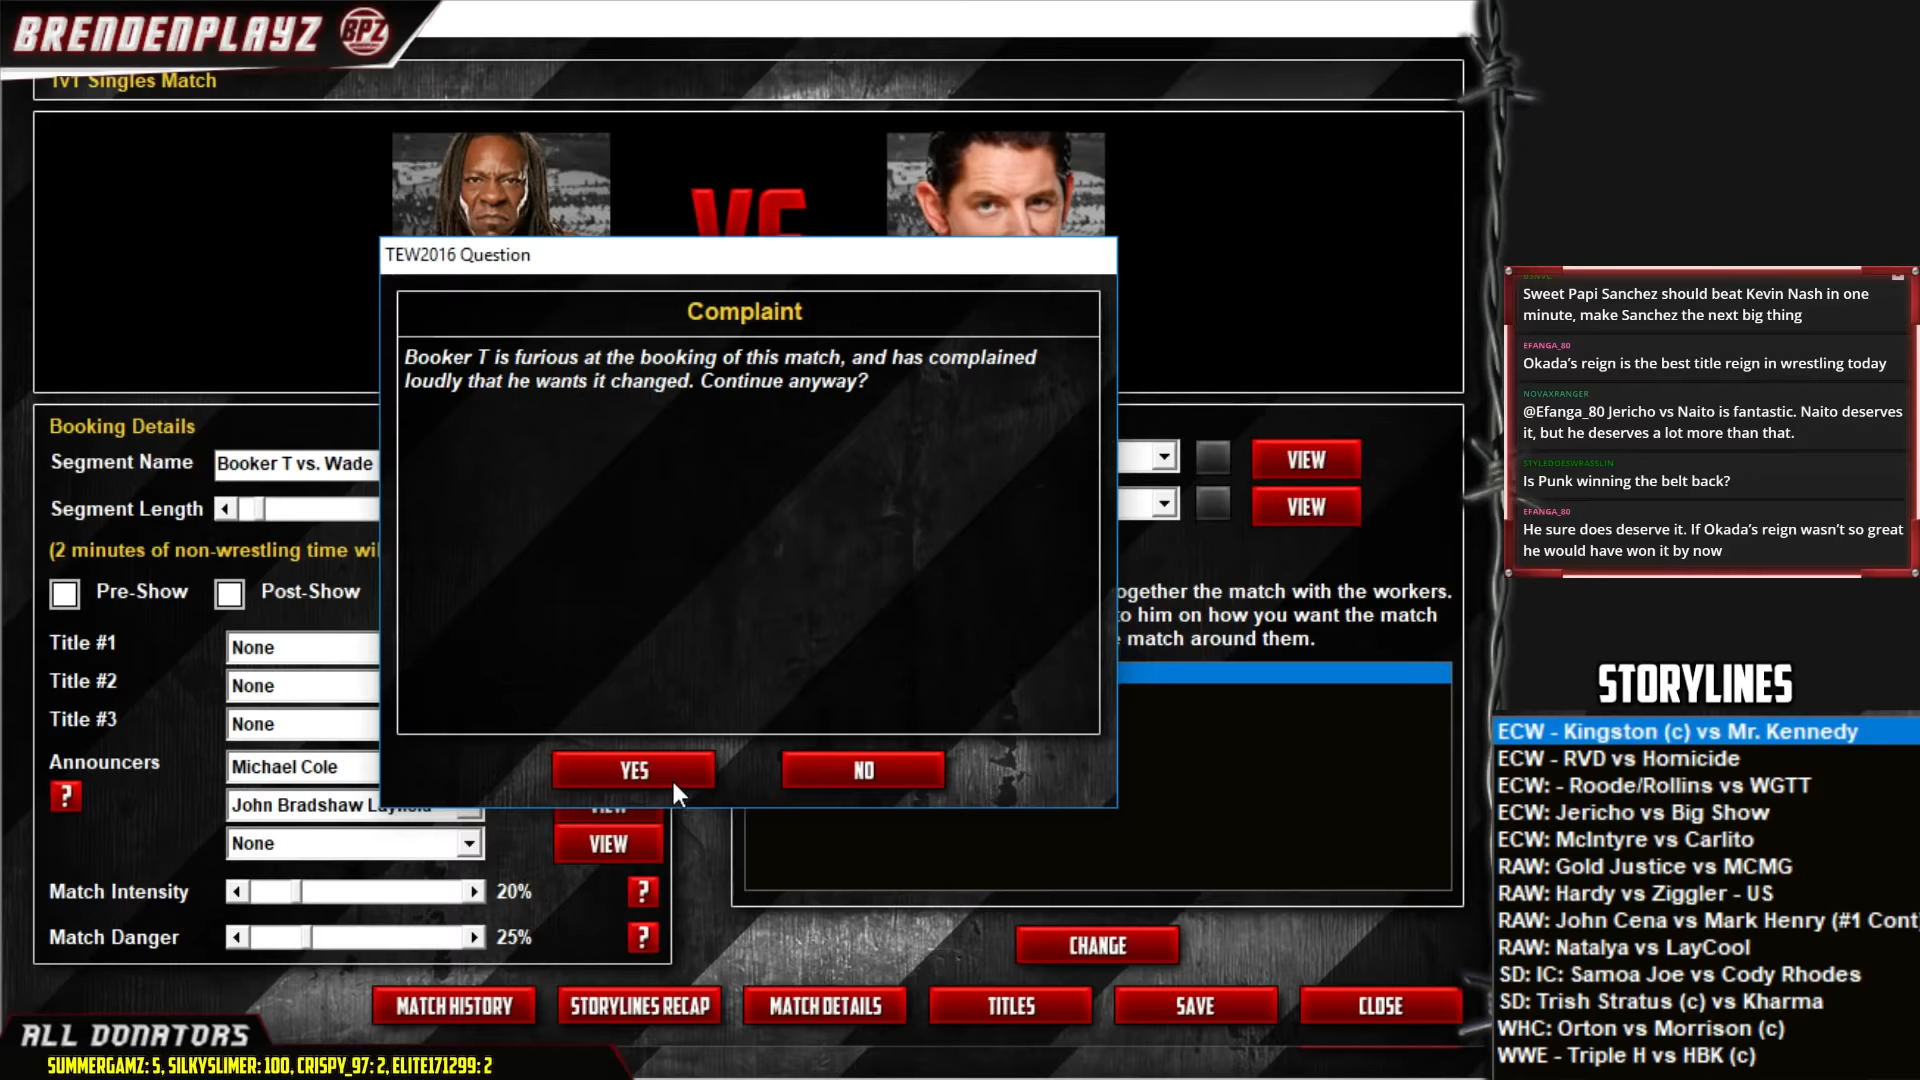 BRENDENPLAYZ BPZ
1v1 Singles Match
VS
TEW2016 Question
Complaint
Booker T is furious at the booking of this match, and has complained
loudly that he wants it changed. Continue anyway?
YES
NO
Booking Details
Segment Name
Booker T vs. Wade
Segment Length
(2 minutes of non-wrestling time wil
Pre-Show
Post-Show
Title #1
None
Title #2
None
Title #3
None
Announcers
Michael Cole
?
John Bradshaw Layfield
VIEW
None
VIEW
Match Intensity
20%
?
Match Danger
25%
?
VIEW
VIEW
ogether the match with the workers.
to him on how you want the match
match around them.
CHANGE
MATCH HISTORY
STORYLINES RECAP
MATCH DETAILS
TITLES
SAVE
CLOSE
ALL DONATORS
SUMMERGAMZ: 5, SILKYSLIMER: 100, CRISPY_97: 2, ELITE171299: 2
Sweet Papi Sanchez should beat Kevin Nash in one
minute, make Sanchez the next big thing
EFANGA_80
Okada's reign is the best title reign in wrestling today
NOVAXRANGER
@Efanga_80 Jericho vs Naito is fantastic. Naito deserves
it, but he deserves a lot more than that.
STYLEDOESWRASSLIN
Is Punk winning the belt back?
EFANGA_80
He sure does deserve it. If Okada's reign wasn't so great
he would have won it by now
STORYLINES
ECW - Kingston (c) vs Mr. Kennedy
ECW - RVD vs Homicide
ECW: - Roode/Rollins vs WGTT
ECW: Jericho vs Big Show
ECW: McIntyre vs Carlito
RAW: Gold Justice vs MCMG
RAW: Hardy vs Ziggler - US
RAW: John Cena vs Mark Henry (#1 Cont
RAW: Natalya vs LayCool
SD: IC: Samoa Joe vs Cody Rhodes
SD: Trish Stratus (c) vs Kharma
WHC: Orton vs Morrison (c)
WWE - Triple H vs HBK (c)